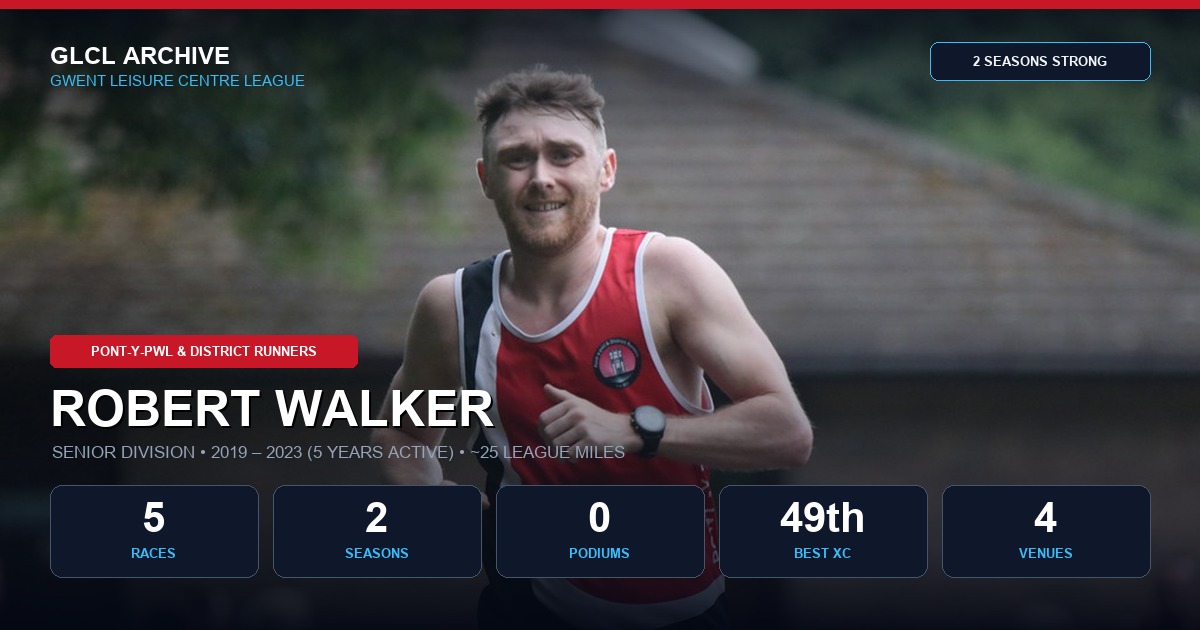 GLCL ARCHIVE
GWENT LEISURE CENTRE LEAGUE
2 SEASONS STRONG
PONT-Y-PWL & DISTRICT RUNNERS
ROBERT WALKER
SENIOR DIVISION • 2019 – 2023 (5 YEARS ACTIVE) • ~25 LEAGUE MILES
5
RACES
2
SEASONS
0
PODIUMS
49th
BEST XC
4
VENUES